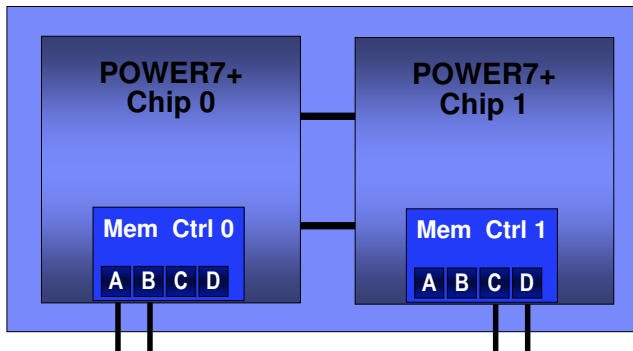 POWER7+
Chip 0
POWER7+
Chip 1
Mem Ctrl 0
A B C D
Mem Ctrl 1
A B C D